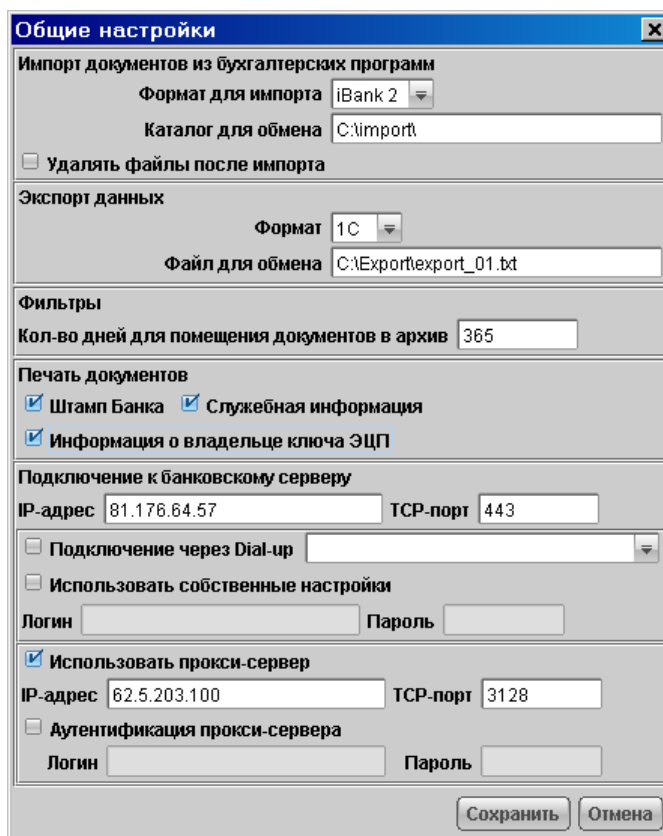 Общие настройки
Импорт документов из бухгалтерских программ
Формат для импорта iBank 2
Каталог для обмена C:\import\
Удалять файлы после импорта
Экспорт данных
Формат 1C
Файл для обмена C:\Export\export_01.txt
Фильтры
Кол-во дней для помещения документов в архив 365
Печать документов
Штамп Банка Служебная информация
Информация о владельце ключа ЭЦП
Подключение к банковскому серверу
IP-адрес 81.176.64.57 TCP-порт 443
Подключение через Dial-up
Использовать собственные настройки
Логин Пароль
Использовать прокси-сервер
IP-адрес 62.5.203.100 TCP-порт 3128
Аутентификация прокси-сервера
Логин Пароль
Сохранить Отмена